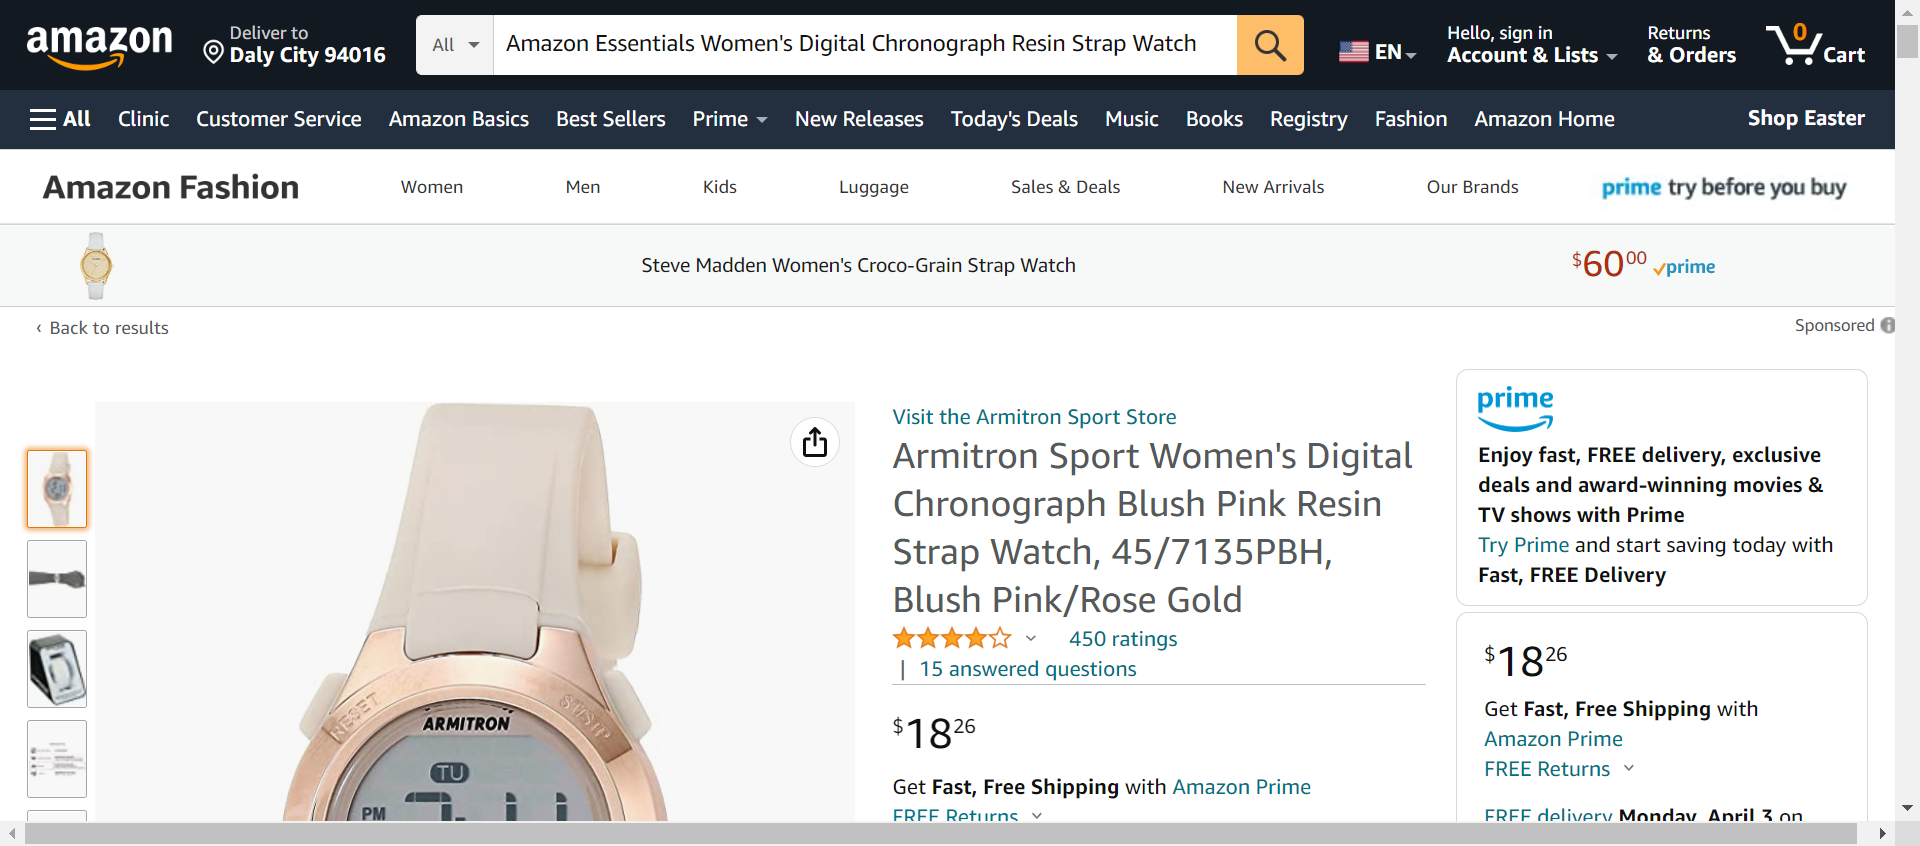 amazon
Deliver to
Daly City 94016
All
Amazon Essentials Women's Digital Chronograph Resin Strap Watch
EN
Hello, sign in
Account & Lists
Returns
& Orders
0
Cart
All
Clinic
Customer Service
Amazon Basics
Best Sellers
Prime
New Releases
Today's Deals
Music
Books
Registry
Fashion
Amazon Home
Shop Easter
Amazon Fashion
Women
Men
Kids
Luggage
Sales & Deals
New Arrivals
Our Brands
prime try before you buy
Steve Madden Women's Croco-Grain Strap Watch
$6000 prime
‹ Back to results
Sponsored
RESET
ST/STP
ARMITRON
TU
PM
Visit the Armitron Sport Store
Armitron Sport Women's Digital
Chronograph Blush Pink Resin
Strap Watch, 45/7135PBH,
Blush Pink/Rose Gold
450 ratings
| 15 answered questions
$1826
Get Fast, Free Shipping with Amazon Prime
FREE Returns
prime
Enjoy fast, FREE delivery, exclusive
deals and award-winning movies &
TV shows with Prime
Try Prime and start saving today with
Fast, FREE Delivery
$1826
Get Fast, Free Shipping with
Amazon Prime
FREE Returns
FREE delivery Monday, April 3 on